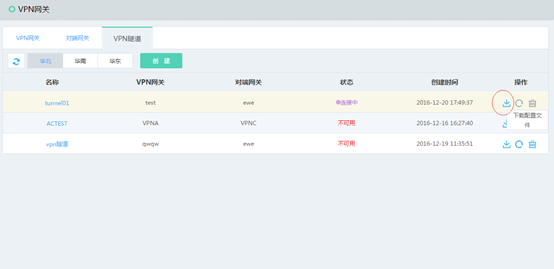 VPN网关
VPN网关 对端网关 VPN隧道
华北 华南 华东 创 建
名称 VPN网关 对端网关 状态 创建时间 操作
tunnel01 test ewe 连接中 2016-12-20 17:49:37
下载配置文件
ACTEST VPNA VPNC 不可用 2016-12-16 16:27:40
vpn隧道 qwqw ewe 不可用 2016-12-19 11:35:51